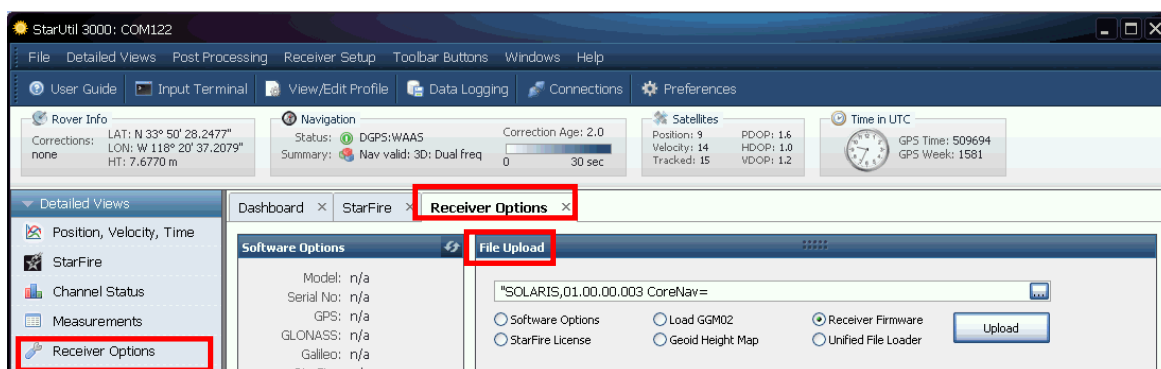 StarUtil 3000: COM122
File Detailed Views Post Processing Receiver Setup Toolbar Buttons Windows Help
User Guide Input Terminal View/Edit Profile Data Logging Connections Preferences
Rover Info
Corrections: none
LAT: N 33° 50' 28.2477"
LON: W 118° 20' 37.2079"
HT: 7.6770 m
Navigation
Status: DGPS:WAAS
Summary: Nav valid: 3D: Dual freq
Correction Age: 2.0
0 30 sec
Satellites
Position: 9 PDOP: 1.6
Velocity: 14 HDOP: 1.0
Tracked: 15 VDOP: 1.2
Time in UTC
GPS Time: 509694
GPS Week: 1581
Detailed Views
Position, Velocity, Time
StarFire
Channel Status
Measurements
Receiver Options
Dashboard × StarFire × Receiver Options ×
Software Options
Model: n/a
Serial No: n/a
GPS: n/a
GLONASS: n/a
Galileo: n/a
File Upload
"SOLARIS,01.00.00.003 CoreNav= ...
Software Options Load GGM02 Receiver Firmware
StarFire License Geoid Height Map Unified File Loader
Upload